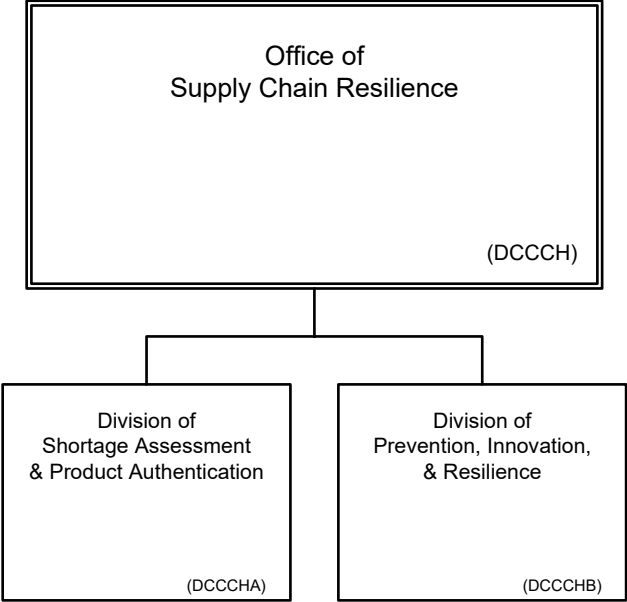 Office of
Supply Chain Resilience
(DCCCH)
Division of
Shortage Assessment
& Product Authentication
(DCCCHA)
Division of
Prevention, Innovation,
& Resilience
(DCCCHB)